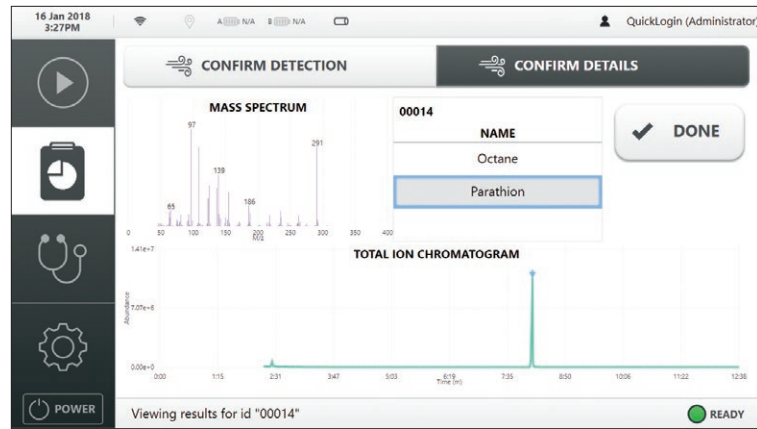 16 Jan 2018
3:27PM
A N/A B N/A
QuickLogin (Administrator)
CONFIRM DETECTION
CONFIRM DETAILS
MASS SPECTRUM
97
291
139
65
186
0 50 100 150 200 250 300 350 400
M/z
00014
NAME
Octane
Parathion
DONE
TOTAL ION CHROMATOGRAM
1.41e+7
7.07e+6
0.00e+0
Abundance
0:00 1:15 2:31 3:47 5:03 6:19 7:35 8:50 10:06 11:22 12:38
Time (m)
POWER
Viewing results for id "00014"
READY